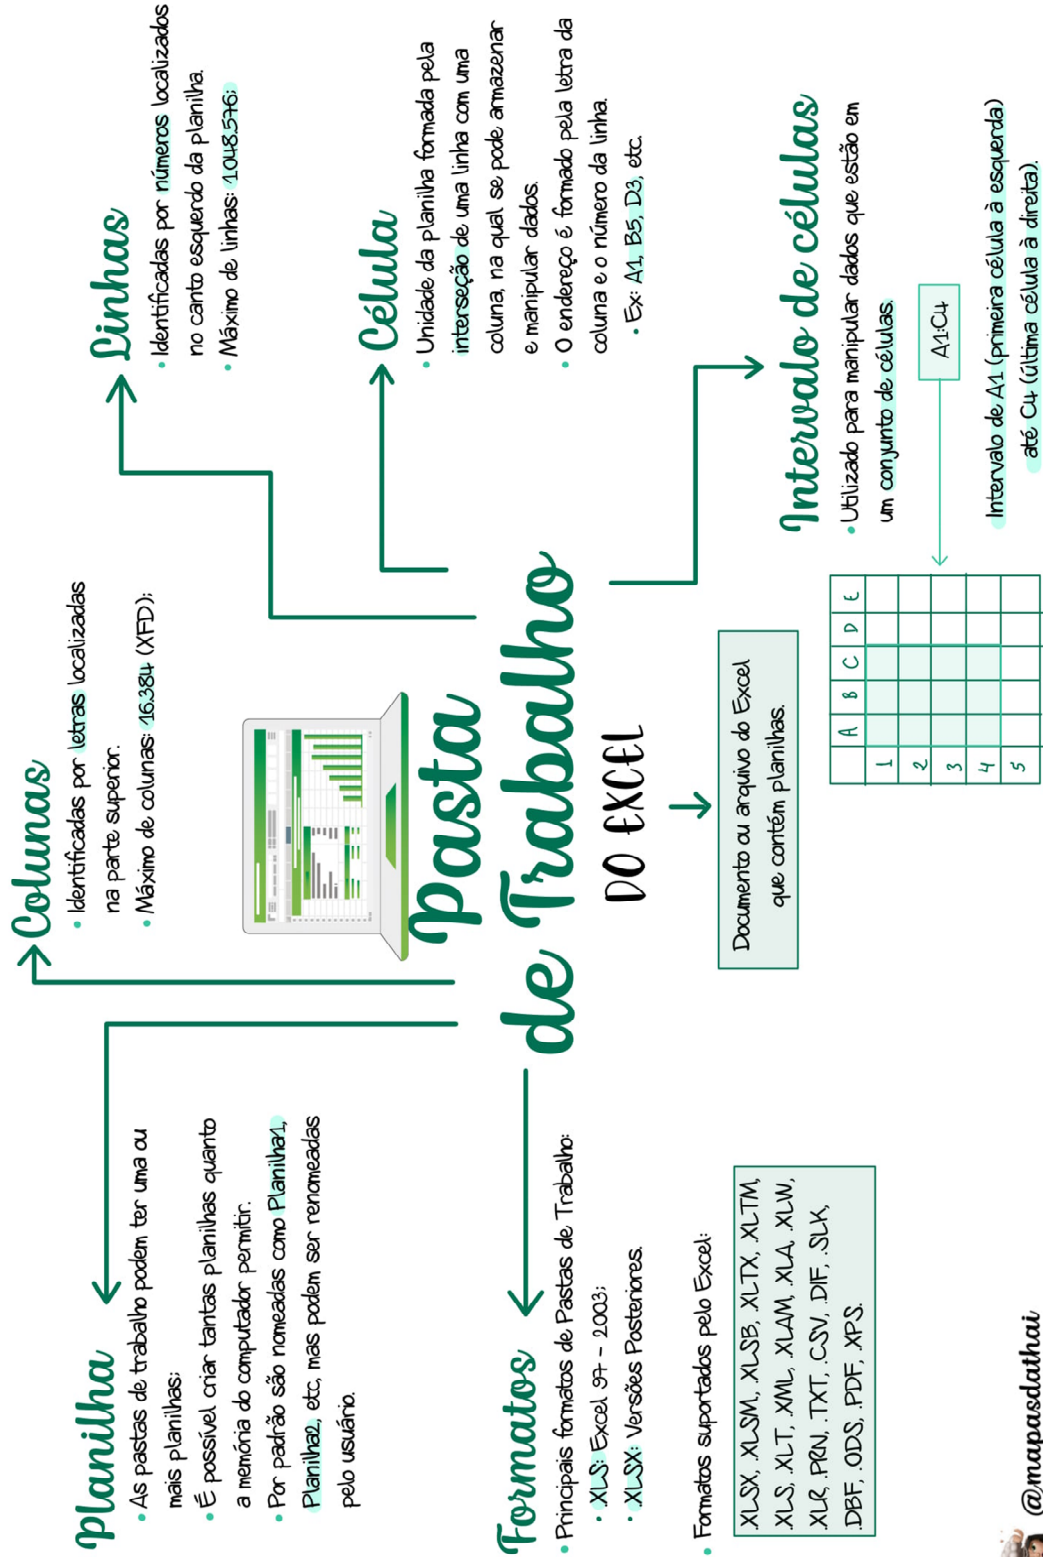 Pasta
de Trabalho
DO EXCEL
Documento ou arquivo do Excel
que contém planilhas.
Planilha
• As pastas de trabalho podem ter uma ou
mais planilhas;
• É possível criar tantas planilhas quanto
a memória do computador permitir.
• Por padrão são nomeadas como Planilha1,
Planilha2, etc, mas podem ser renomeadas
pelo usuário.
Colunas
• Identificadas por letras localizadas
na parte superior.
• Máximo de colunas: 16.384 (XFD);
Linhas
• Identificadas por números localizados
no canto esquerdo da planilha.
• Máximo de linhas: 1.048.576;
Célula
• Unidade da planilha formada pela
interseção de uma linha com uma
coluna, na qual se pode armazenar
e manipular dados.
• O endereço é formado pela letra da
coluna e o número da linha.
• Ex: A1, B5, D3, etc.
Intervalo de células
• Utilizado para manipular dados que estão em
um conjunto de células.
A1:C4
A B C D E
1
2
3
4
5
Intervalo de A1 (primeira célula à esquerda)
até C4 (última célula à direita).
Formatos
• Principais formatos de Pastas de Trabalho:
• .XLS: Excel 97 - 2003;
• .XLSX: Versões Posteriores.
• Formatos suportados pelo Excel:
.XLSX, .XLSM, .XLSB, .XLTX, .XLTM,
.XLS, .XLT, .XML, .XLAM, .XLA, .XLW,
.XLR, .PRN, .TXT, .CSV, .DIF, .SLK,
.DBF, .ODS, .PDF, .XPS.
@mapasdathai